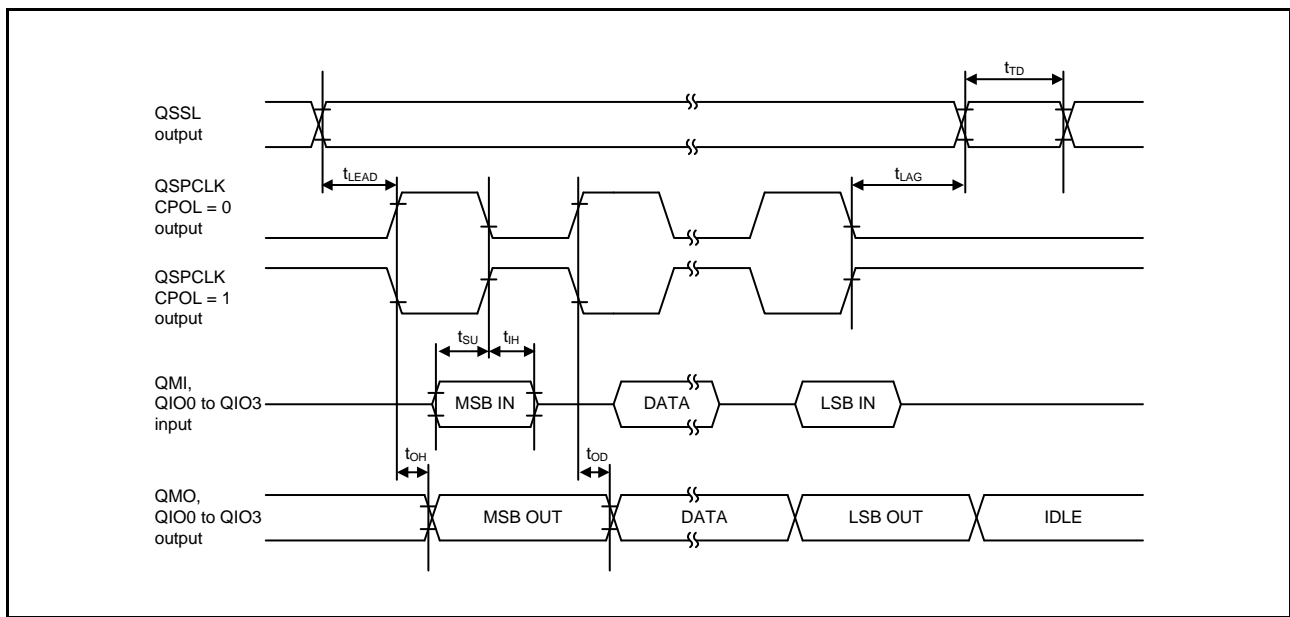 tTD
QSSL
output
tLEAD
tLAG
QSPCLK
CPOL = 0
output
QSPCLK
CPOL = 1
output
tSU
tIH
QMI,
QIO0 to QIO3
input
MSB IN
DATA
LSB IN
tOH
tOD
QMO,
QIO0 to QIO3
output
MSB OUT
DATA
LSB OUT
IDLE